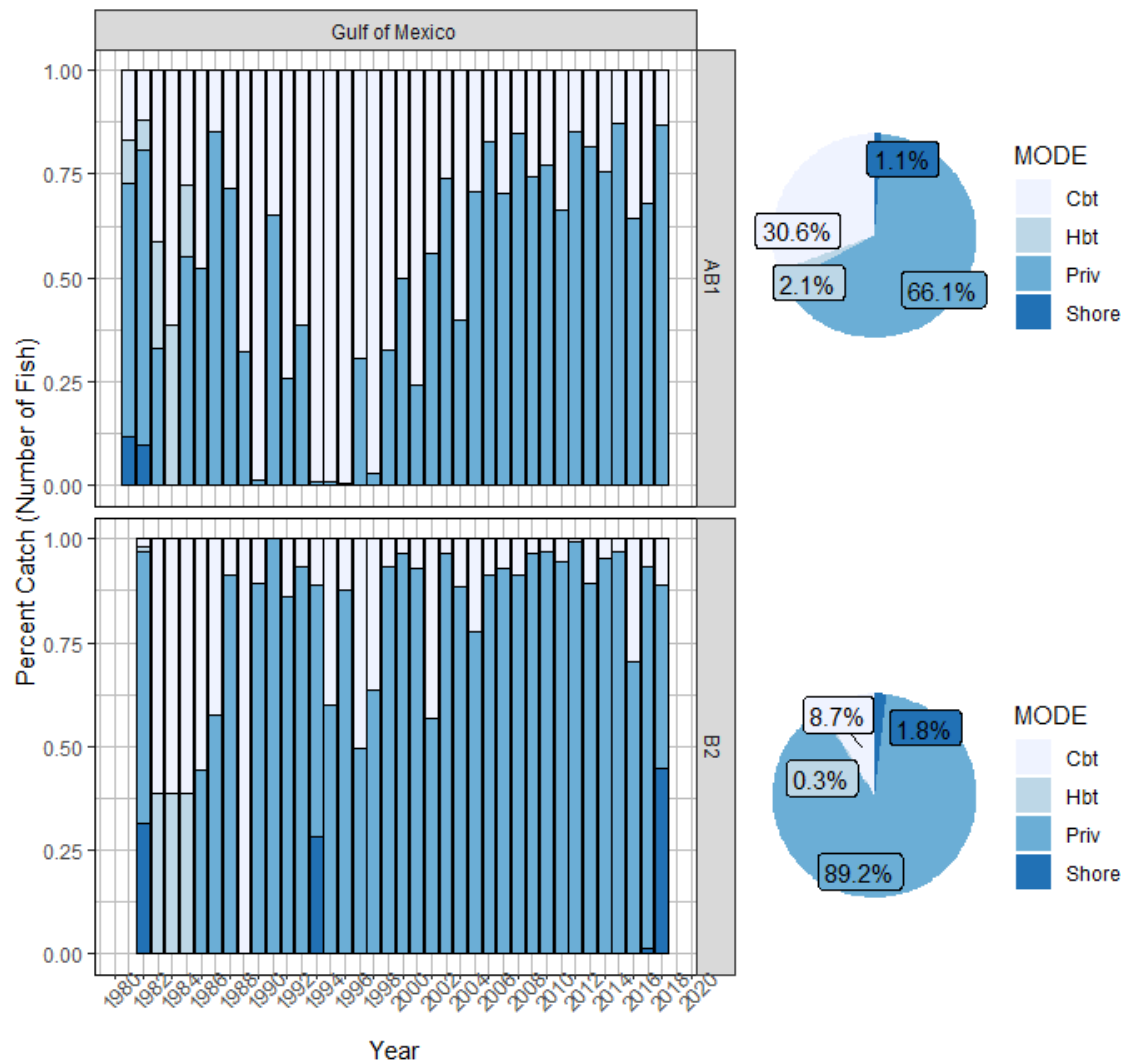 Gulf of Mexico
Percent Catch (Number of Fish)
1.00
0.75
0.50
0.25
0.00
AB1
1.00
0.75
0.50
0.25
0.00
B2
1980
1982
1984
1986
1988
1990
1992
1994
1996
1998
2000
2002
2004
2006
2008
2010
2012
2014
2016
2018
2020
Year
1.1%
30.6%
2.1%
66.1%
MODE
Cbt
Hbt
Priv
Shore
8.7%
1.8%
0.3%
89.2%
MODE
Cbt
Hbt
Priv
Shore